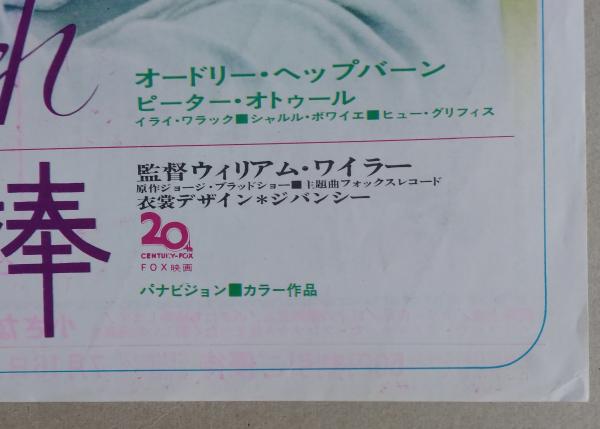 オードリー・ヘップバーン
ピーター・オトゥール
イライ・ワラック■シャルル・ボワイエ■ヒュー・グリフィス
監督ウィリアム・ワイラー
原作ジョージ・ブラッドショー■主題曲フォックスレコード
衣裳デザイン＊ジバンシー
棒
20th
CENTURY-FOX
FOX映画
パナビジョン■カラー作品